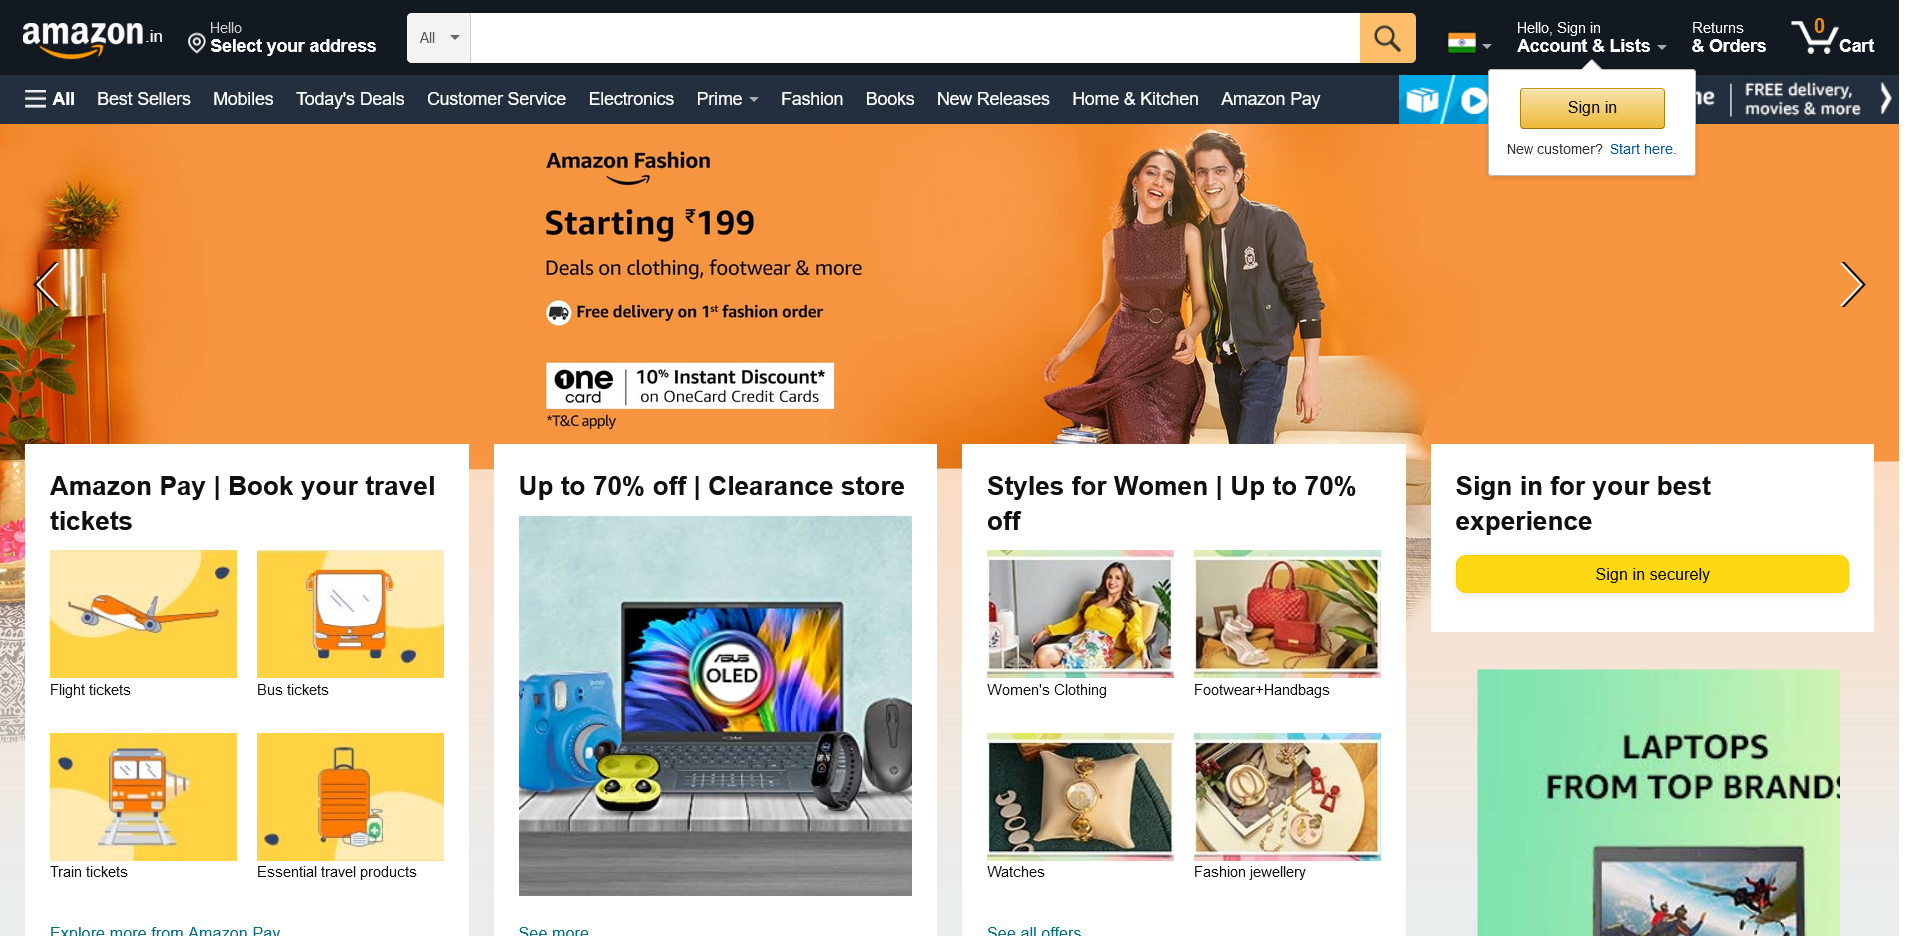 amazon.in
Hello
Select your address
All
Hello, Sign in
Account & Lists
Returns
& Orders
0
Cart
All
Best Sellers
Mobiles
Today's Deals
Customer Service
Electronics
Prime
Fashion
Books
New Releases
Home & Kitchen
Amazon Pay
FREE delivery,
movies & more
Sign in
New customer? Start here.
Amazon Fashion
Starting ₹199
Deals on clothing, footwear & more
Free delivery on 1st fashion order
one
card
10% Instant Discount*
on OneCard Credit Cards
*T&C apply
Amazon Pay | Book your travel
tickets
Flight tickets
Bus tickets
Train tickets
Essential travel products
Explore more from Amazon Pay
Up to 70% off | Clearance store
ASUS
OLED
See more
Styles for Women | Up to 70%
off
Women's Clothing
Footwear+Handbags
Watches
Fashion jewellery
See all offers
Sign in for your best
experience
Sign in securely
LAPTOPS
FROM TOP BRANDS